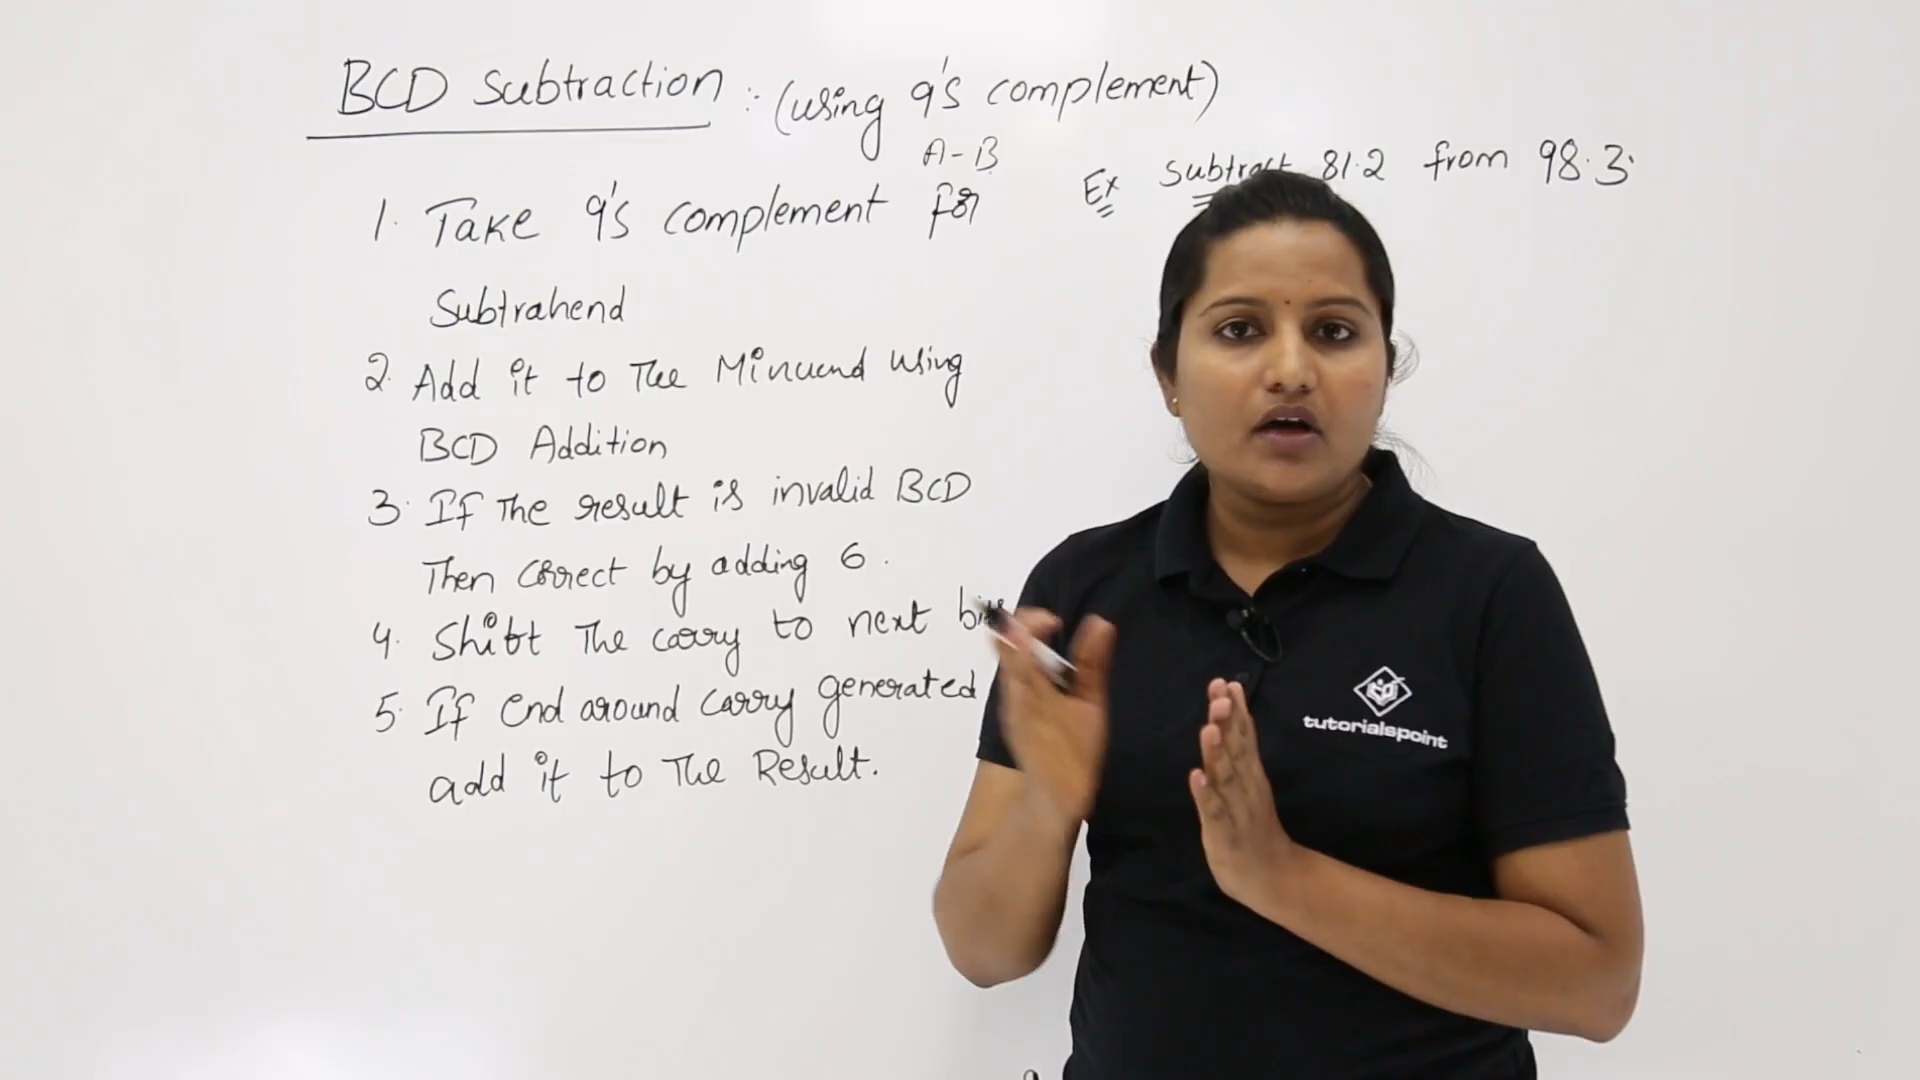 BCD Subtraction : (using 9's complement)
A-B
Ex Subtract 81.2 from 98.3.
1. Take 9's complement for
Subtrahend
2. Add it to The Minuend using
BCD Addition
3. If The result is invalid BCD
Then correct by adding 6.
4. Shift The carry to next
5. If End around carry generated
add it to The Result.
tutorialspoint